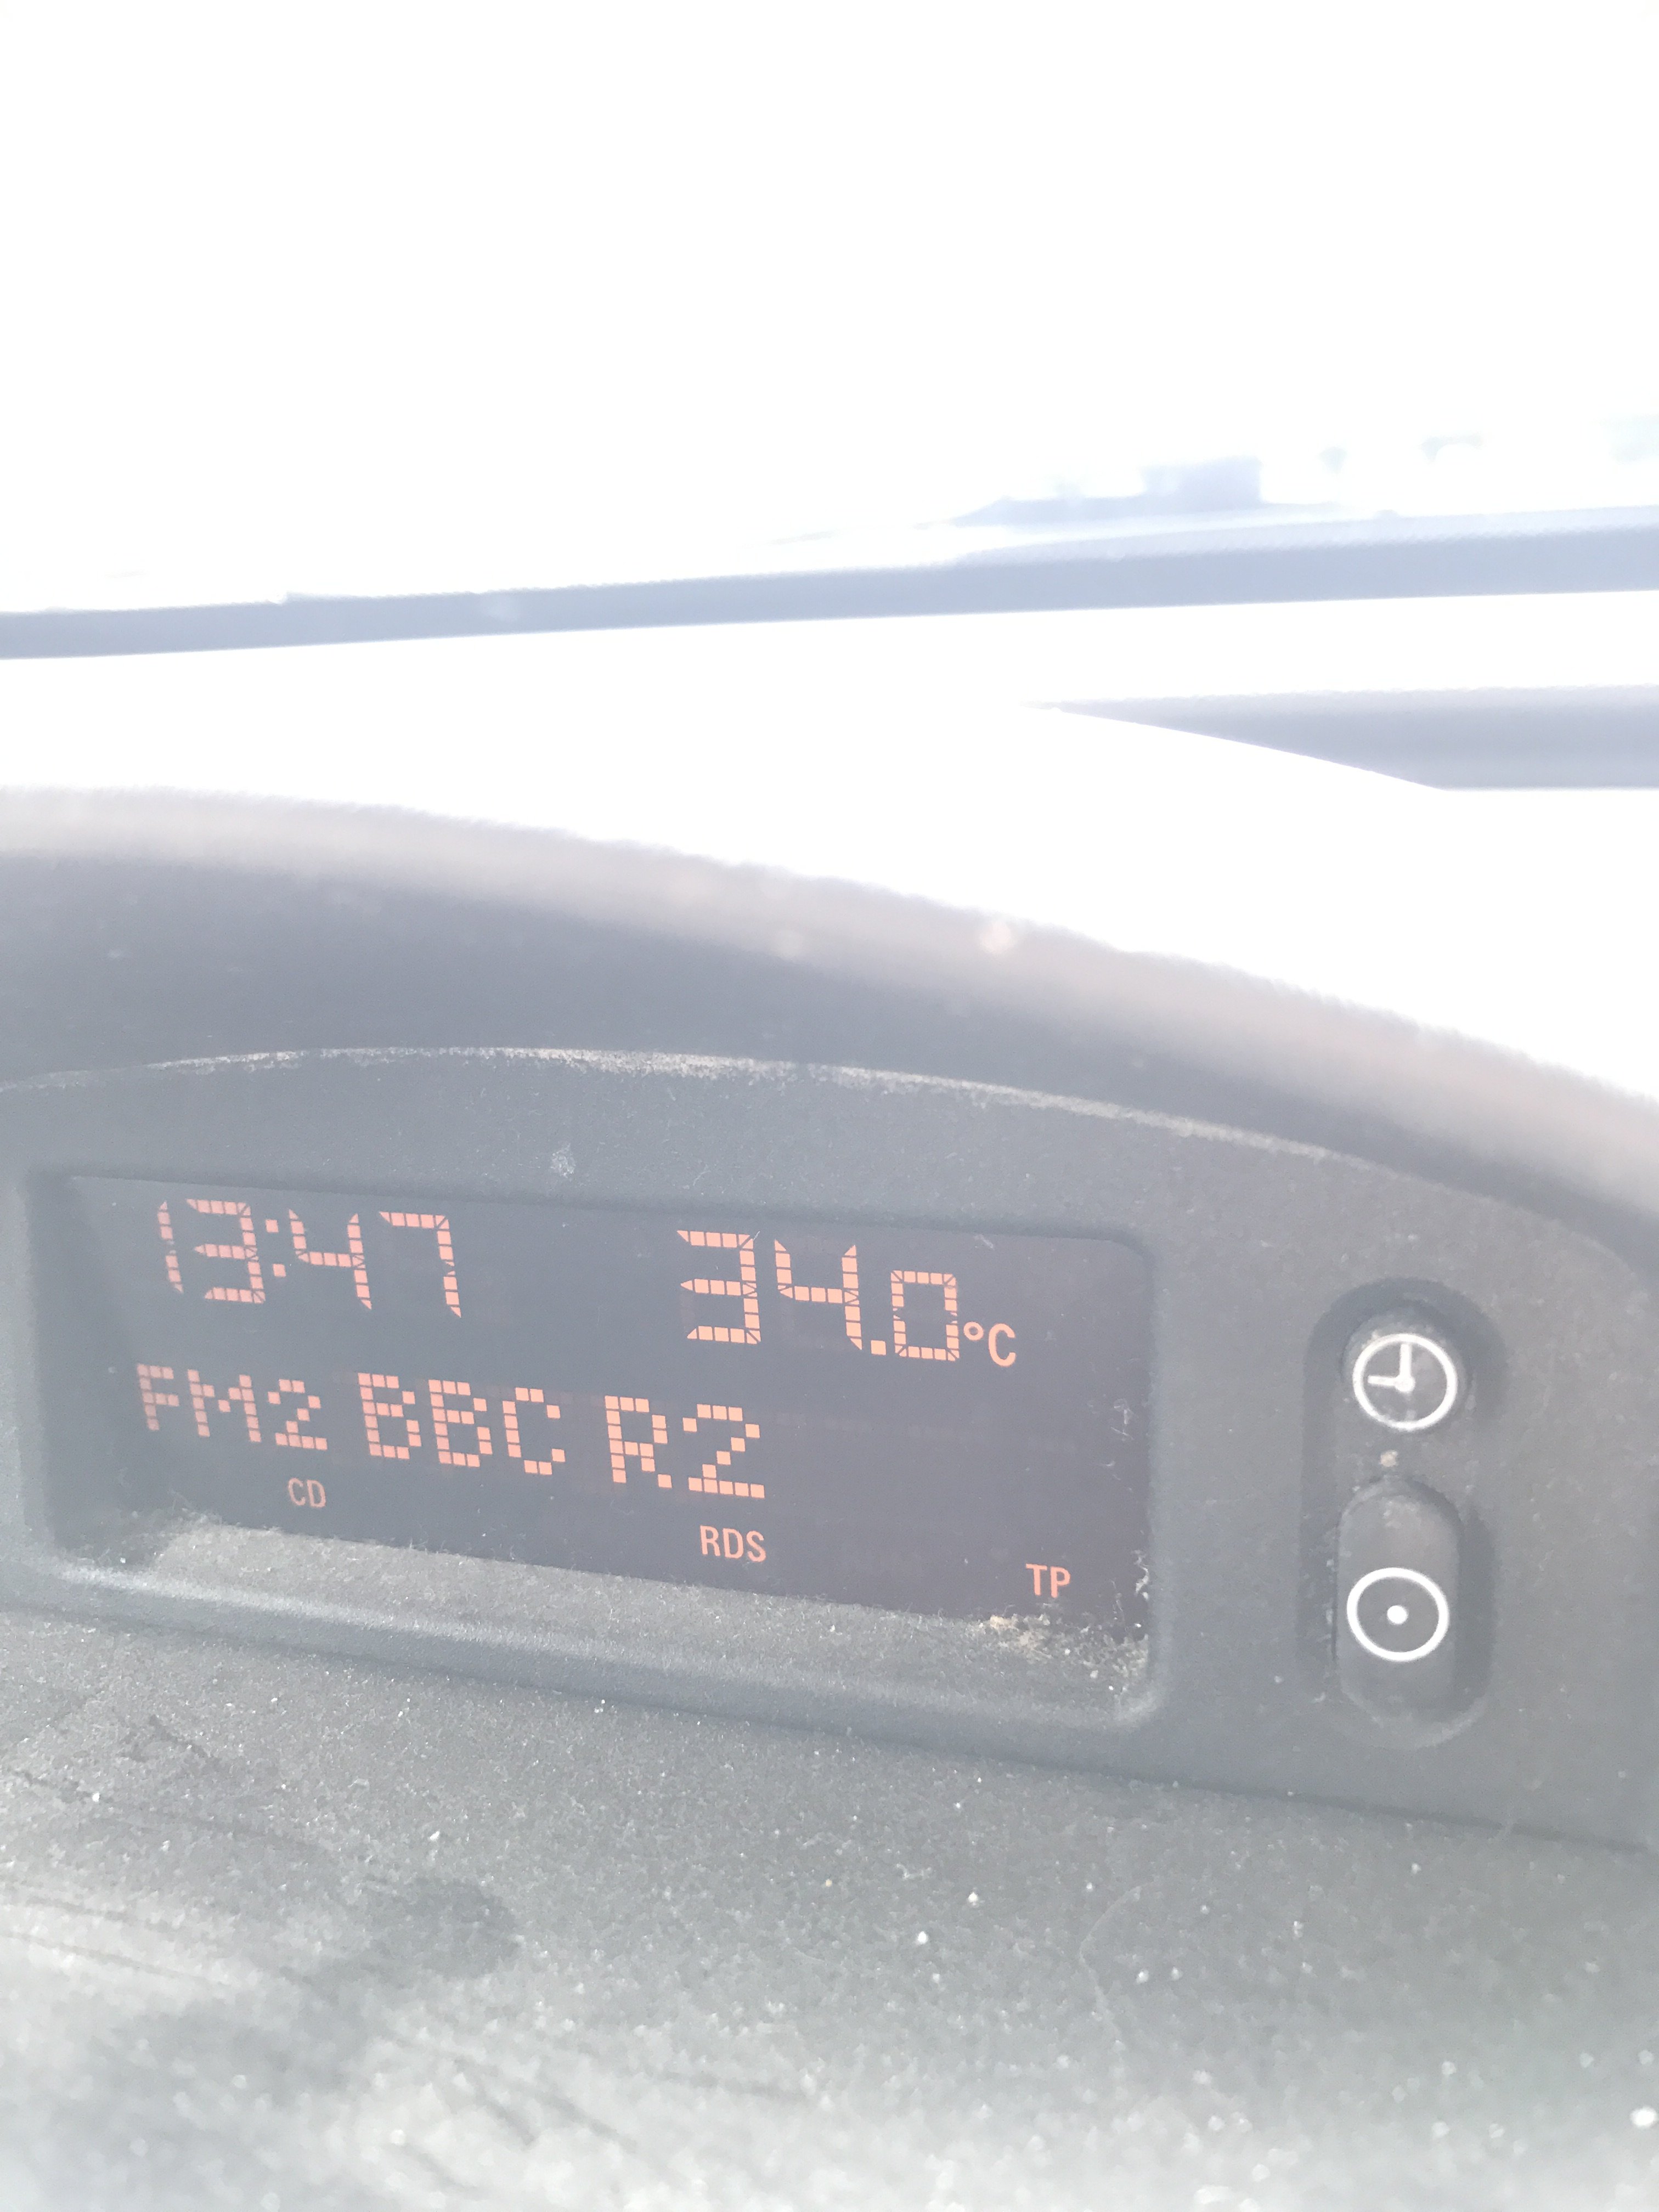 13:47 34.0°C
FM2 BBC R2
CD RDS TP